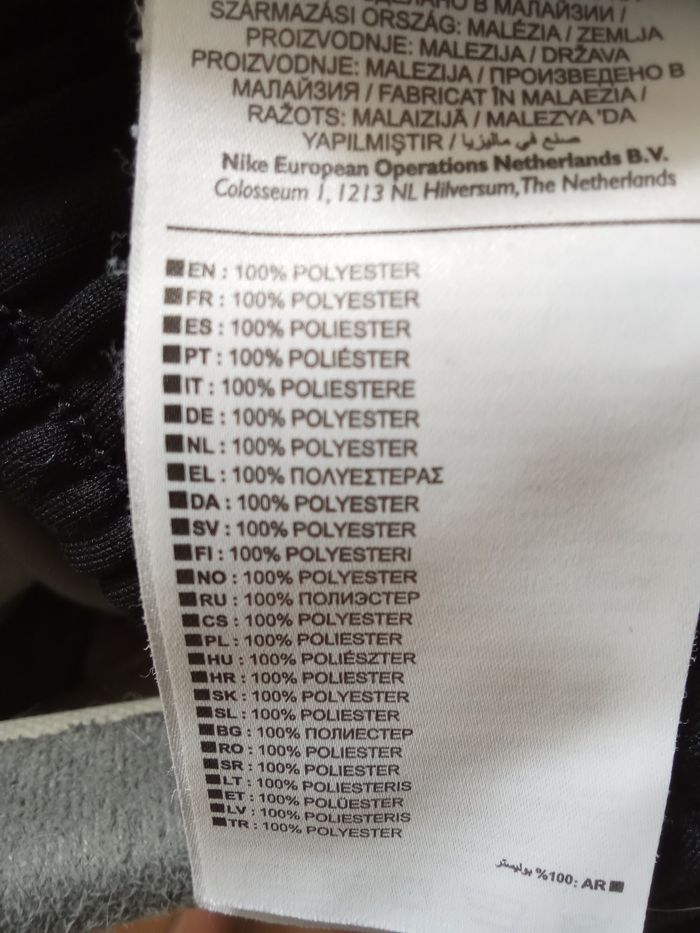 В МАЛАЙЗИИ /
SZÁRMAZÁSI ORSZÁG: MALÉZIA / ZEMLJA
PROIZVODNJE: MALEZIJA / DRŽAVA
PROIZVODNJE: MALEZIJA / ПРОИЗВЕДЕНО В
МАЛАЙЗИЯ / FABRICAT ÎN MALAEZIA /
RAŽOTS: MALAIZIJĀ / MALEZYA 'DA
YAPILMIŞTIR / صنع في ماليزيا
Nike European Operations Netherlands B.V.
Colosseum 1, 1213 NL Hilversum, The Netherlands
EN : 100% POLYESTER
FR : 100% POLYESTER
ES : 100% POLIESTER
PT : 100% POLIÉSTER
IT : 100% POLIESTERE
DE : 100% POLYESTER
NL : 100% POLYESTER
EL : 100% ΠΟΛΥΕΣΤΕΡΑΣ
DA : 100% POLYESTER
SV : 100% POLYESTER
FI : 100% POLYESTERI
NO : 100% POLYESTER
RU : 100% ПОЛИЭСТЕР
CS : 100% POLYESTER
PL : 100% POLIESTER
HU : 100% POLIÉSZTER
HR : 100% POLIESTER
SK : 100% POLYESTER
SL : 100% POLIESTER
BG : 100% ПОЛИЕСТЕР
RO : 100% POLIESTER
SR : 100% POLIESTER
LT : 100% POLIESTERIS
ET : 100% POLÜESTER
LV : 100% POLIESTERIS
TR : 100% POLYESTER
AR :100% بوليستر